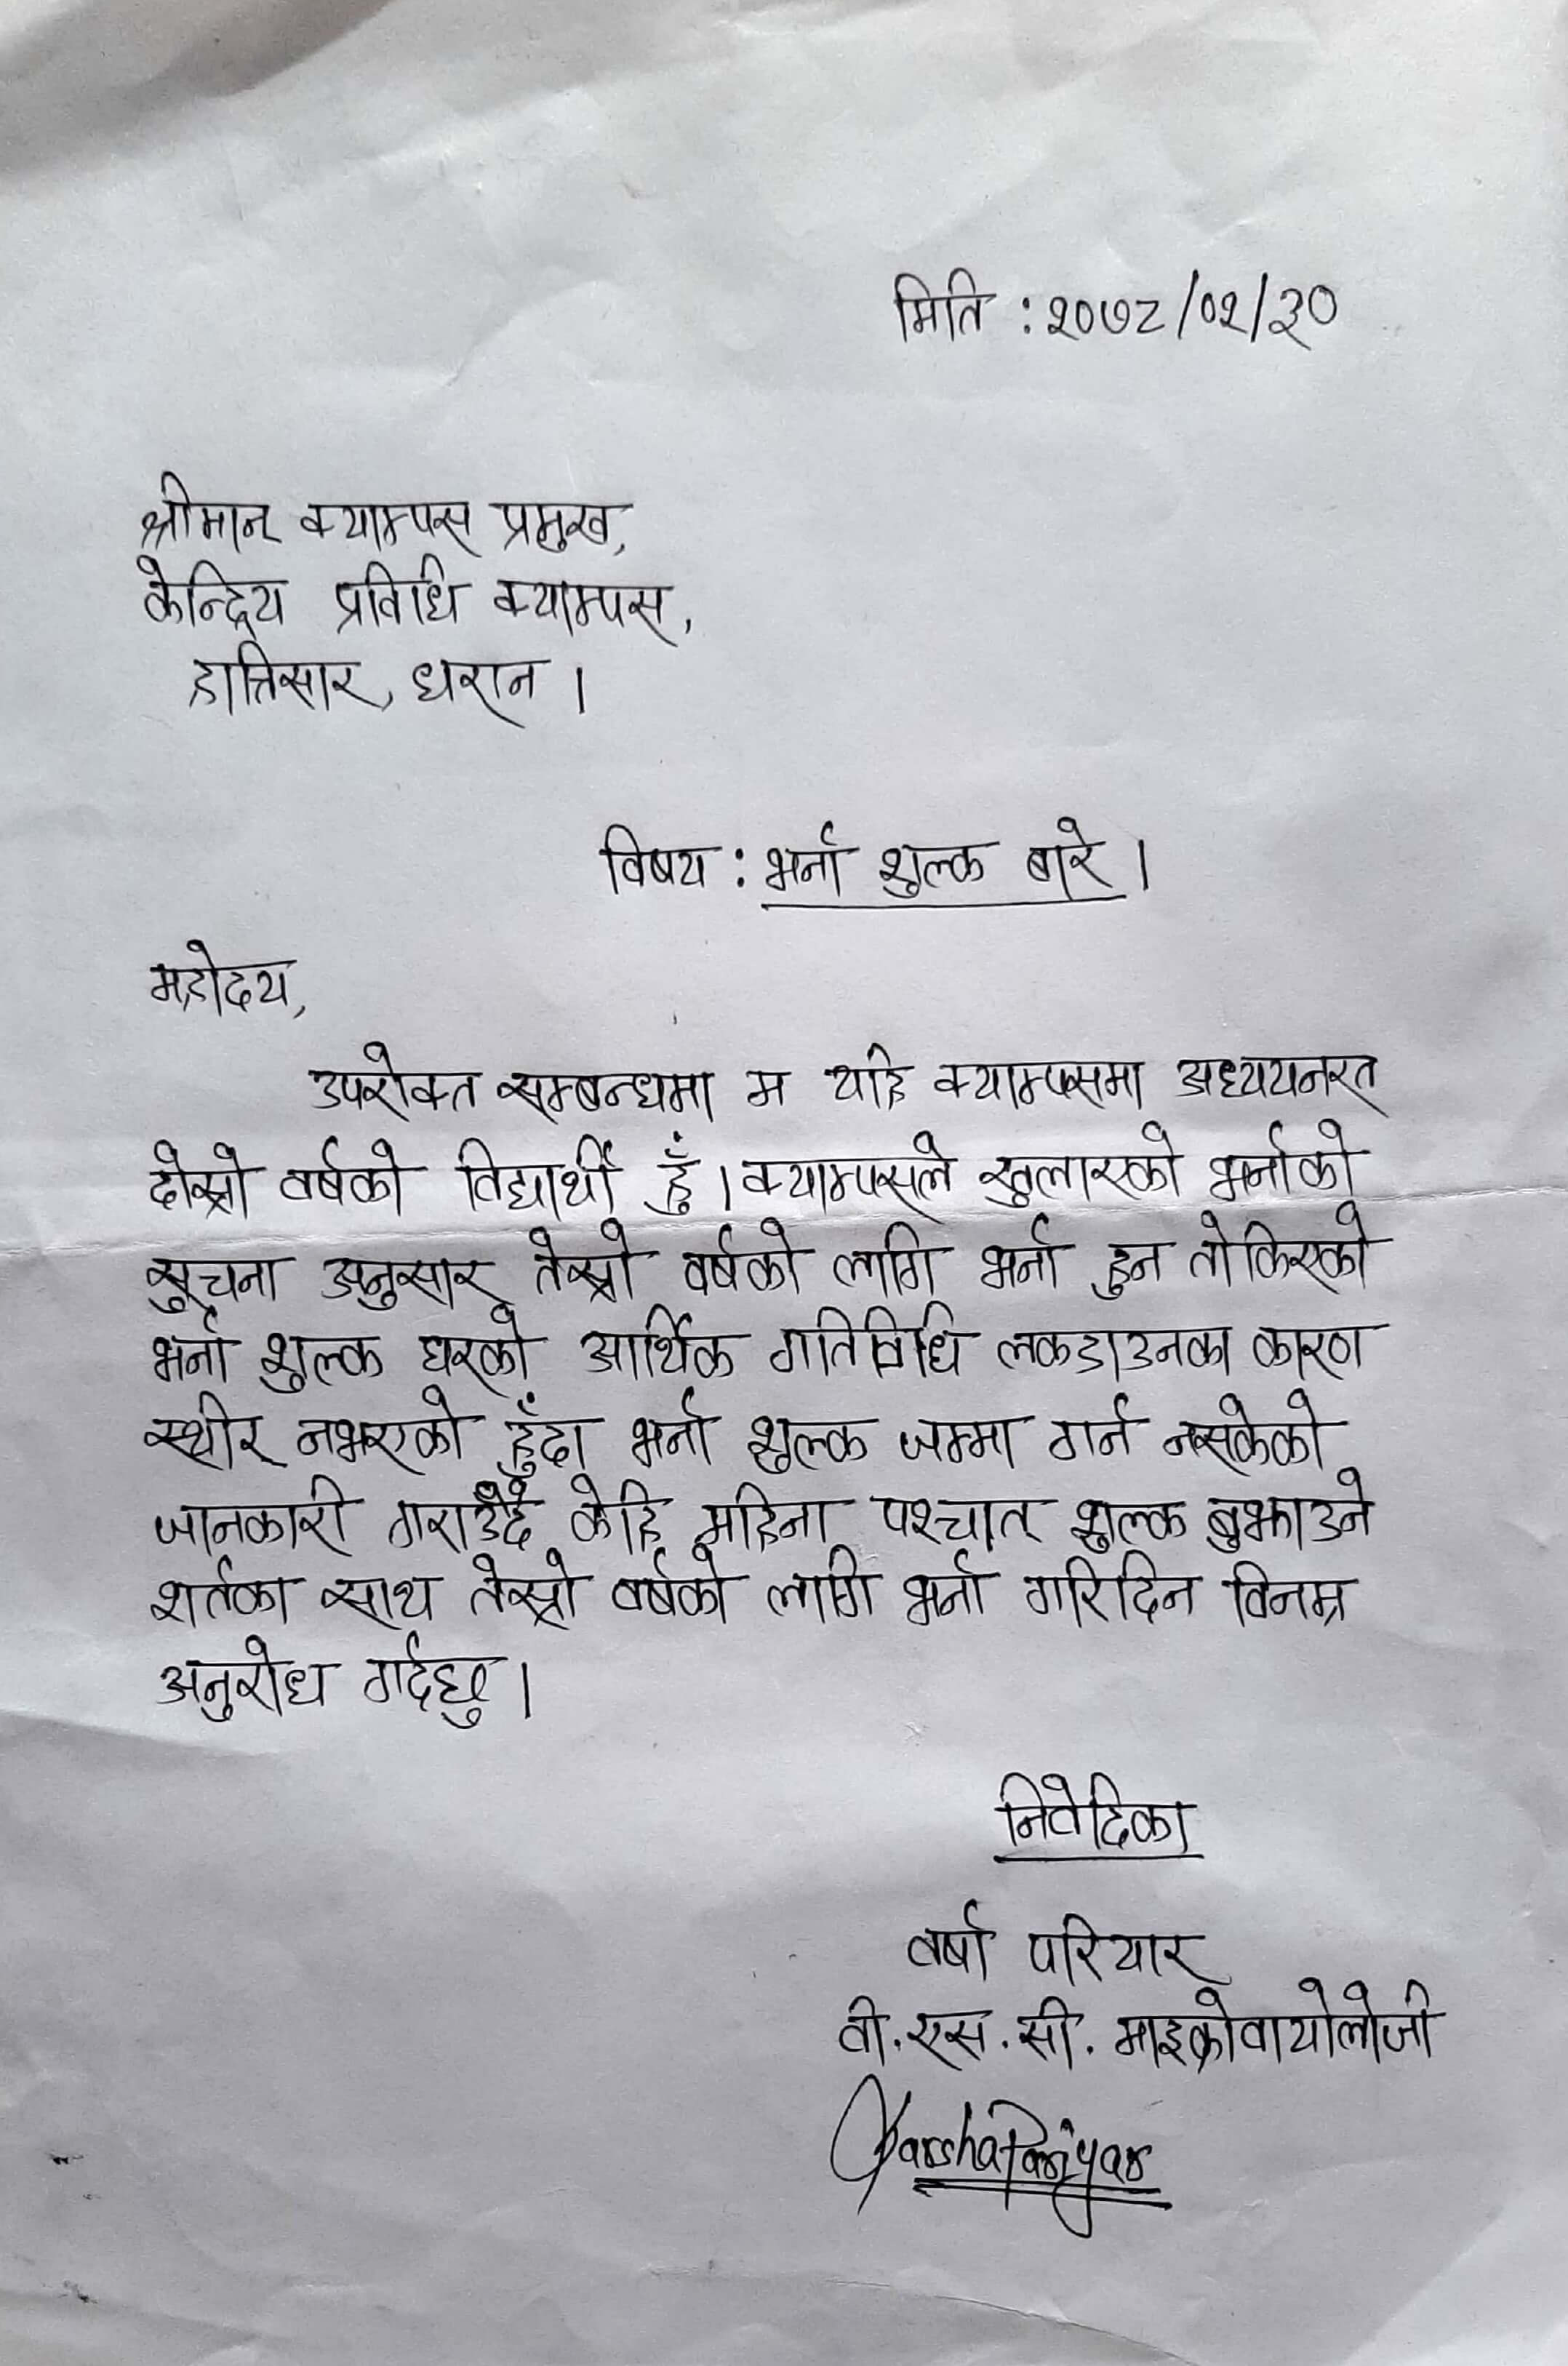 मिति : २०७८/०२/३०
श्रीमान् क्याम्पस प्रमुख,
केन्द्रिय प्रविधि क्याम्पस,
हात्तिसार, धरान ।
विषय : भर्ना शुल्क बारे ।
महोदय,
उपरोक्त सम्बन्धमा म यहि क्याम्पसमा अध्ययनरत
दोस्रो वर्षको विद्यार्थी हुँ । क्याम्पसले खुलाएको भर्नाको
सुचना अनुसार तेस्रो वर्षको लागि भर्ना हुन तोकिएको
भर्ना शुल्क घरको आर्थिक गतिविधि लकडाउनका कारण
स्थीर नभएको हुँदा भर्ना शुल्क जम्मा गर्न नसकेको
जानकारी गराउँदै केहि महिना पश्चात् शुल्क बुझाउने
शर्तका साथ तेस्रो वर्षको लागि भर्ना गरिदिन विनम्र
अनुरोध गर्दछु ।
निवेदिका
वर्षा परियार
वी. एस. सी. माइक्रोवायोलोजी
Varsha Pariyar